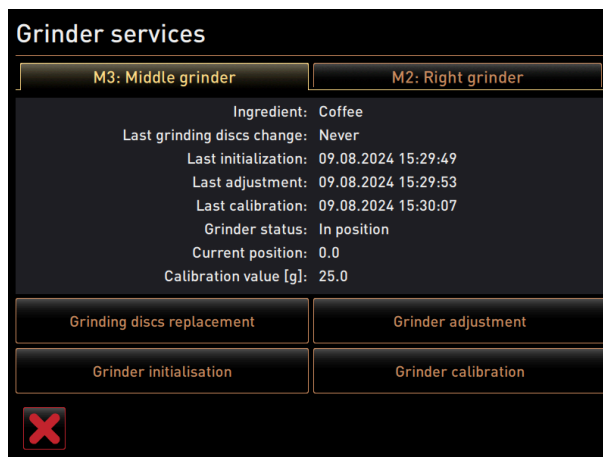 Grinder services
M3: Middle grinder
M2: Right grinder
Ingredient: Coffee
Last grinding discs change: Never
Last initialization: 09.08.2024 15:29:49
Last adjustment: 09.08.2024 15:29:53
Last calibration: 09.08.2024 15:30:07
Grinder status: In position
Current position: 0.0
Calibration value [g]: 25.0
Grinding discs replacement
Grinder adjustment
Grinder initialisation
Grinder calibration